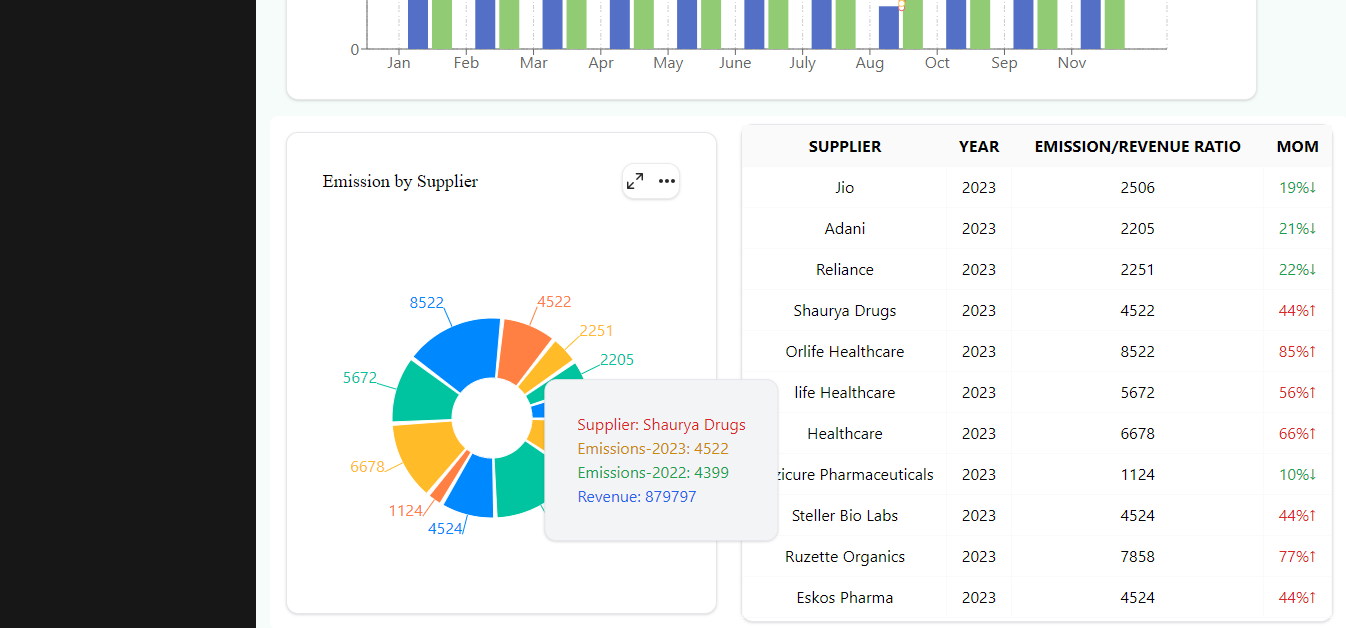 0
Jan Feb Mar Apr May June July Aug Oct Sep Nov
Emission by Supplier
8522
4522
2251
2205
5672
6678
1124
4524
Supplier: Shaurya Drugs
Emissions-2023: 4522
Emissions-2022: 4399
Revenue: 879797
SUPPLIER YEAR EMISSION/REVENUE RATIO MOM
Jio 2023 2506 19%↓
Adani 2023 2205 21%↓
Reliance 2023 2251 22%↓
Shaurya Drugs 2023 4522 44%↑
Orlife Healthcare 2023 8522 85%↑
life Healthcare 2023 5672 56%↑
Healthcare 2023 6678 66%↑
zicure Pharmaceuticals 2023 1124 10%↓
Steller Bio Labs 2023 4524 44%↑
Ruzette Organics 2023 7858 77%↑
Eskos Pharma 2023 4524 44%↑